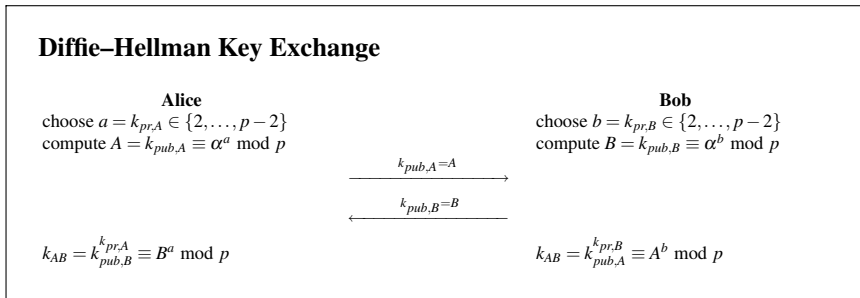 Diffie–Hellman Key Exchange
Alice Bob
choose a = k_{pr,A} ∈ {2,…,p−2} choose b = k_{pr,B} ∈ {2,…,p−2}
compute A = k_{pub,A} ≡ α^a mod p compute B = k_{pub,B} ≡ α^b mod p
k_{pub,A}=A
k_{pub,B}=B
k_{AB} = k_{pub,B}^{k_{pr,A}} ≡ B^a mod p k_{AB} = k_{pub,A}^{k_{pr,B}} ≡ A^b mod p